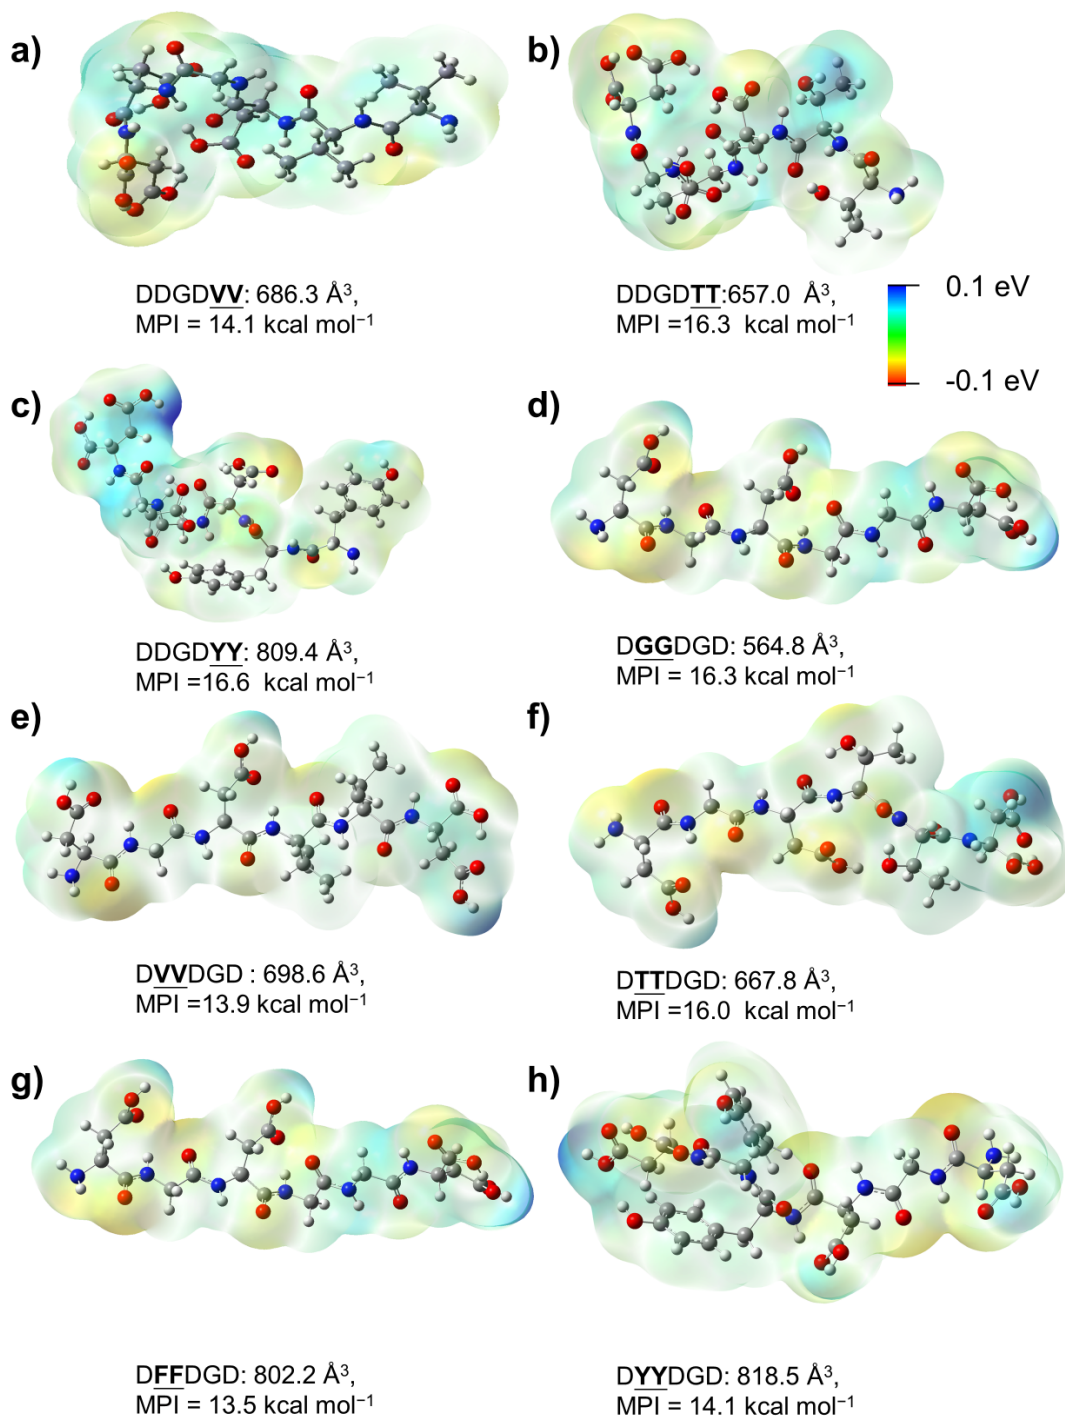 a)
b)
DDGDVV: 686.3 Å³,
MPI = 14.1 kcal mol⁻¹
DDGDTT:657.0 Å³,
MPI =16.3 kcal mol⁻¹
0.1 eV
-0.1 eV
c)
d)
DDGDYY: 809.4 Å³,
MPI =16.6 kcal mol⁻¹
DGGDGD: 564.8 Å³,
MPI = 16.3 kcal mol⁻¹
e)
f)
DVVDGD : 698.6 Å³,
MPI =13.9 kcal mol⁻¹
DTTDGD: 667.8 Å³,
MPI =16.0 kcal mol⁻¹
g)
h)
DFFDGD: 802.2 Å³,
MPI = 13.5 kcal mol⁻¹
DYYDGD: 818.5 Å³,
MPI = 14.1 kcal mol⁻¹